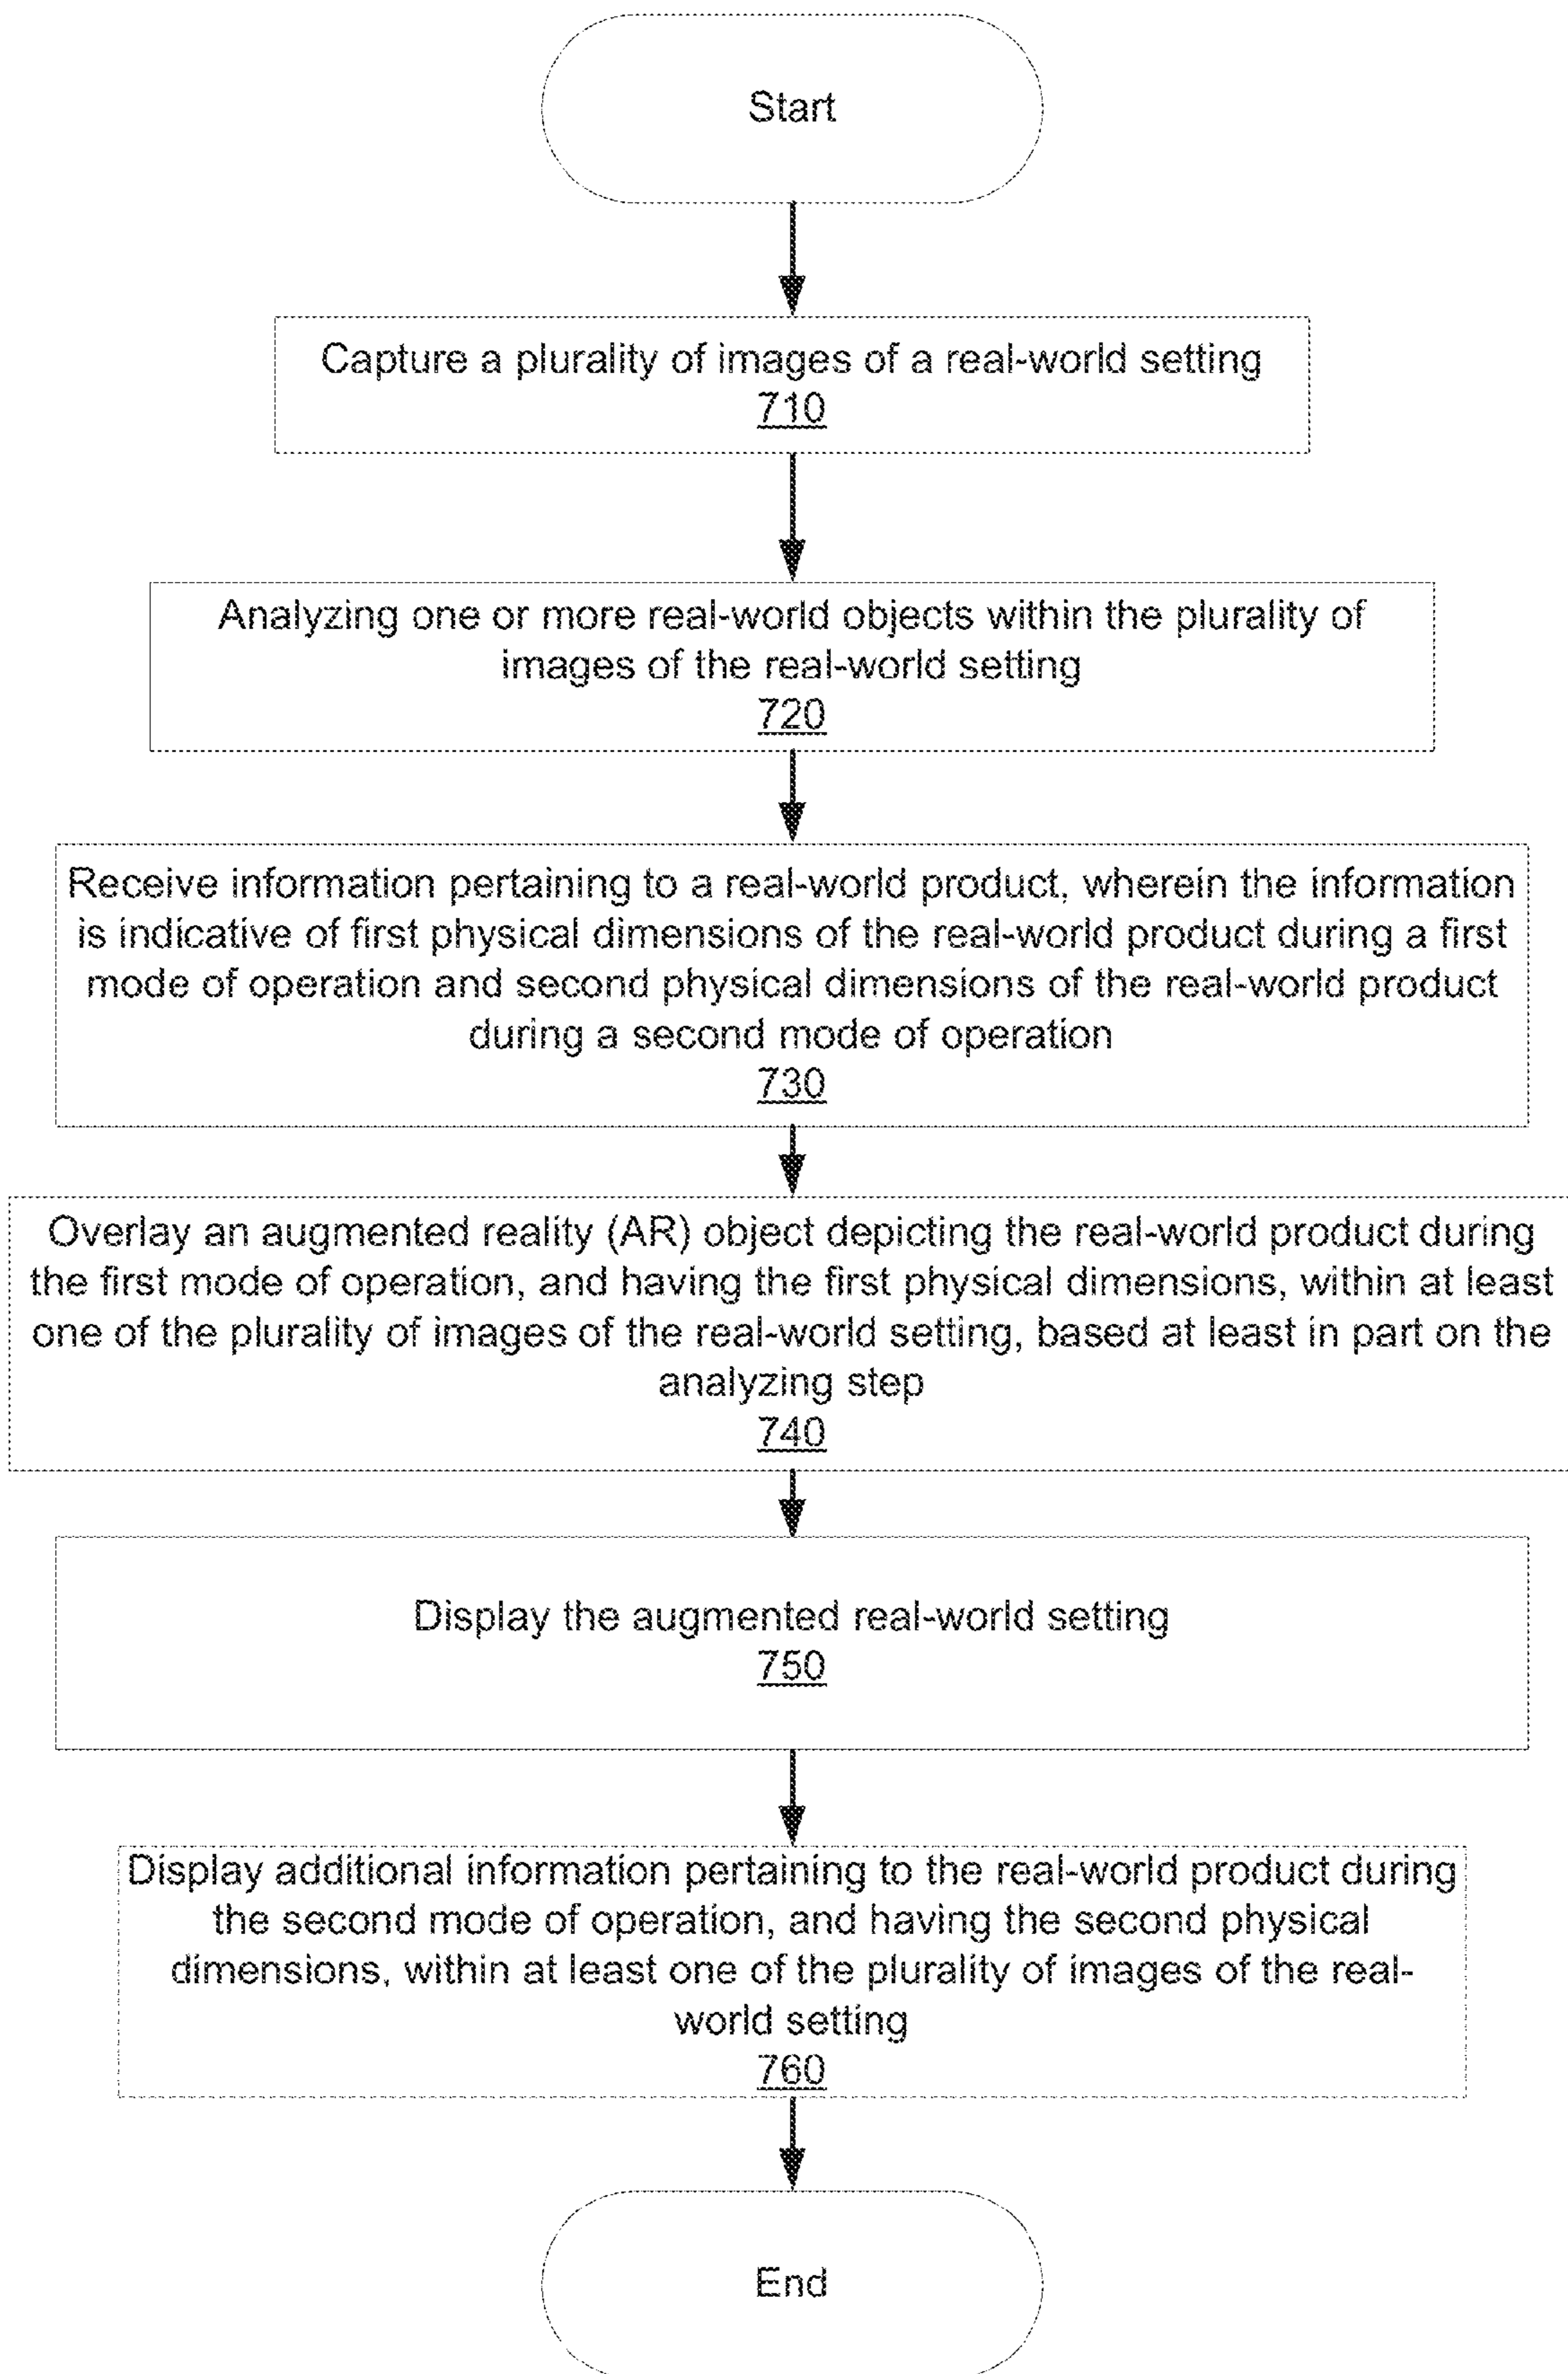 Start
Capture a plurality of images of a real-world setting
710
Analyzing one or more real-world objects within the plurality of
images of the real-world setting
720
Receive information pertaining to a real-world product, wherein the information
is indicative of first physical dimensions of the real-world product during a first
mode of operation and second physical dimensions of the real-world product
during a second mode of operation
730
Overlay an augmented reality (AR) object depicting the real-world product during
the first mode of operation, and having the first physical dimensions, within at least
one of the plurality of images of the real-world setting, based at least in part on the
analyzing step
740
Display the augmented real-world setting
750
Display additional information pertaining to the real-world product during
the second mode of operation, and having the second physical
dimensions, within at least one of the plurality of images of the real-
world setting
760
End